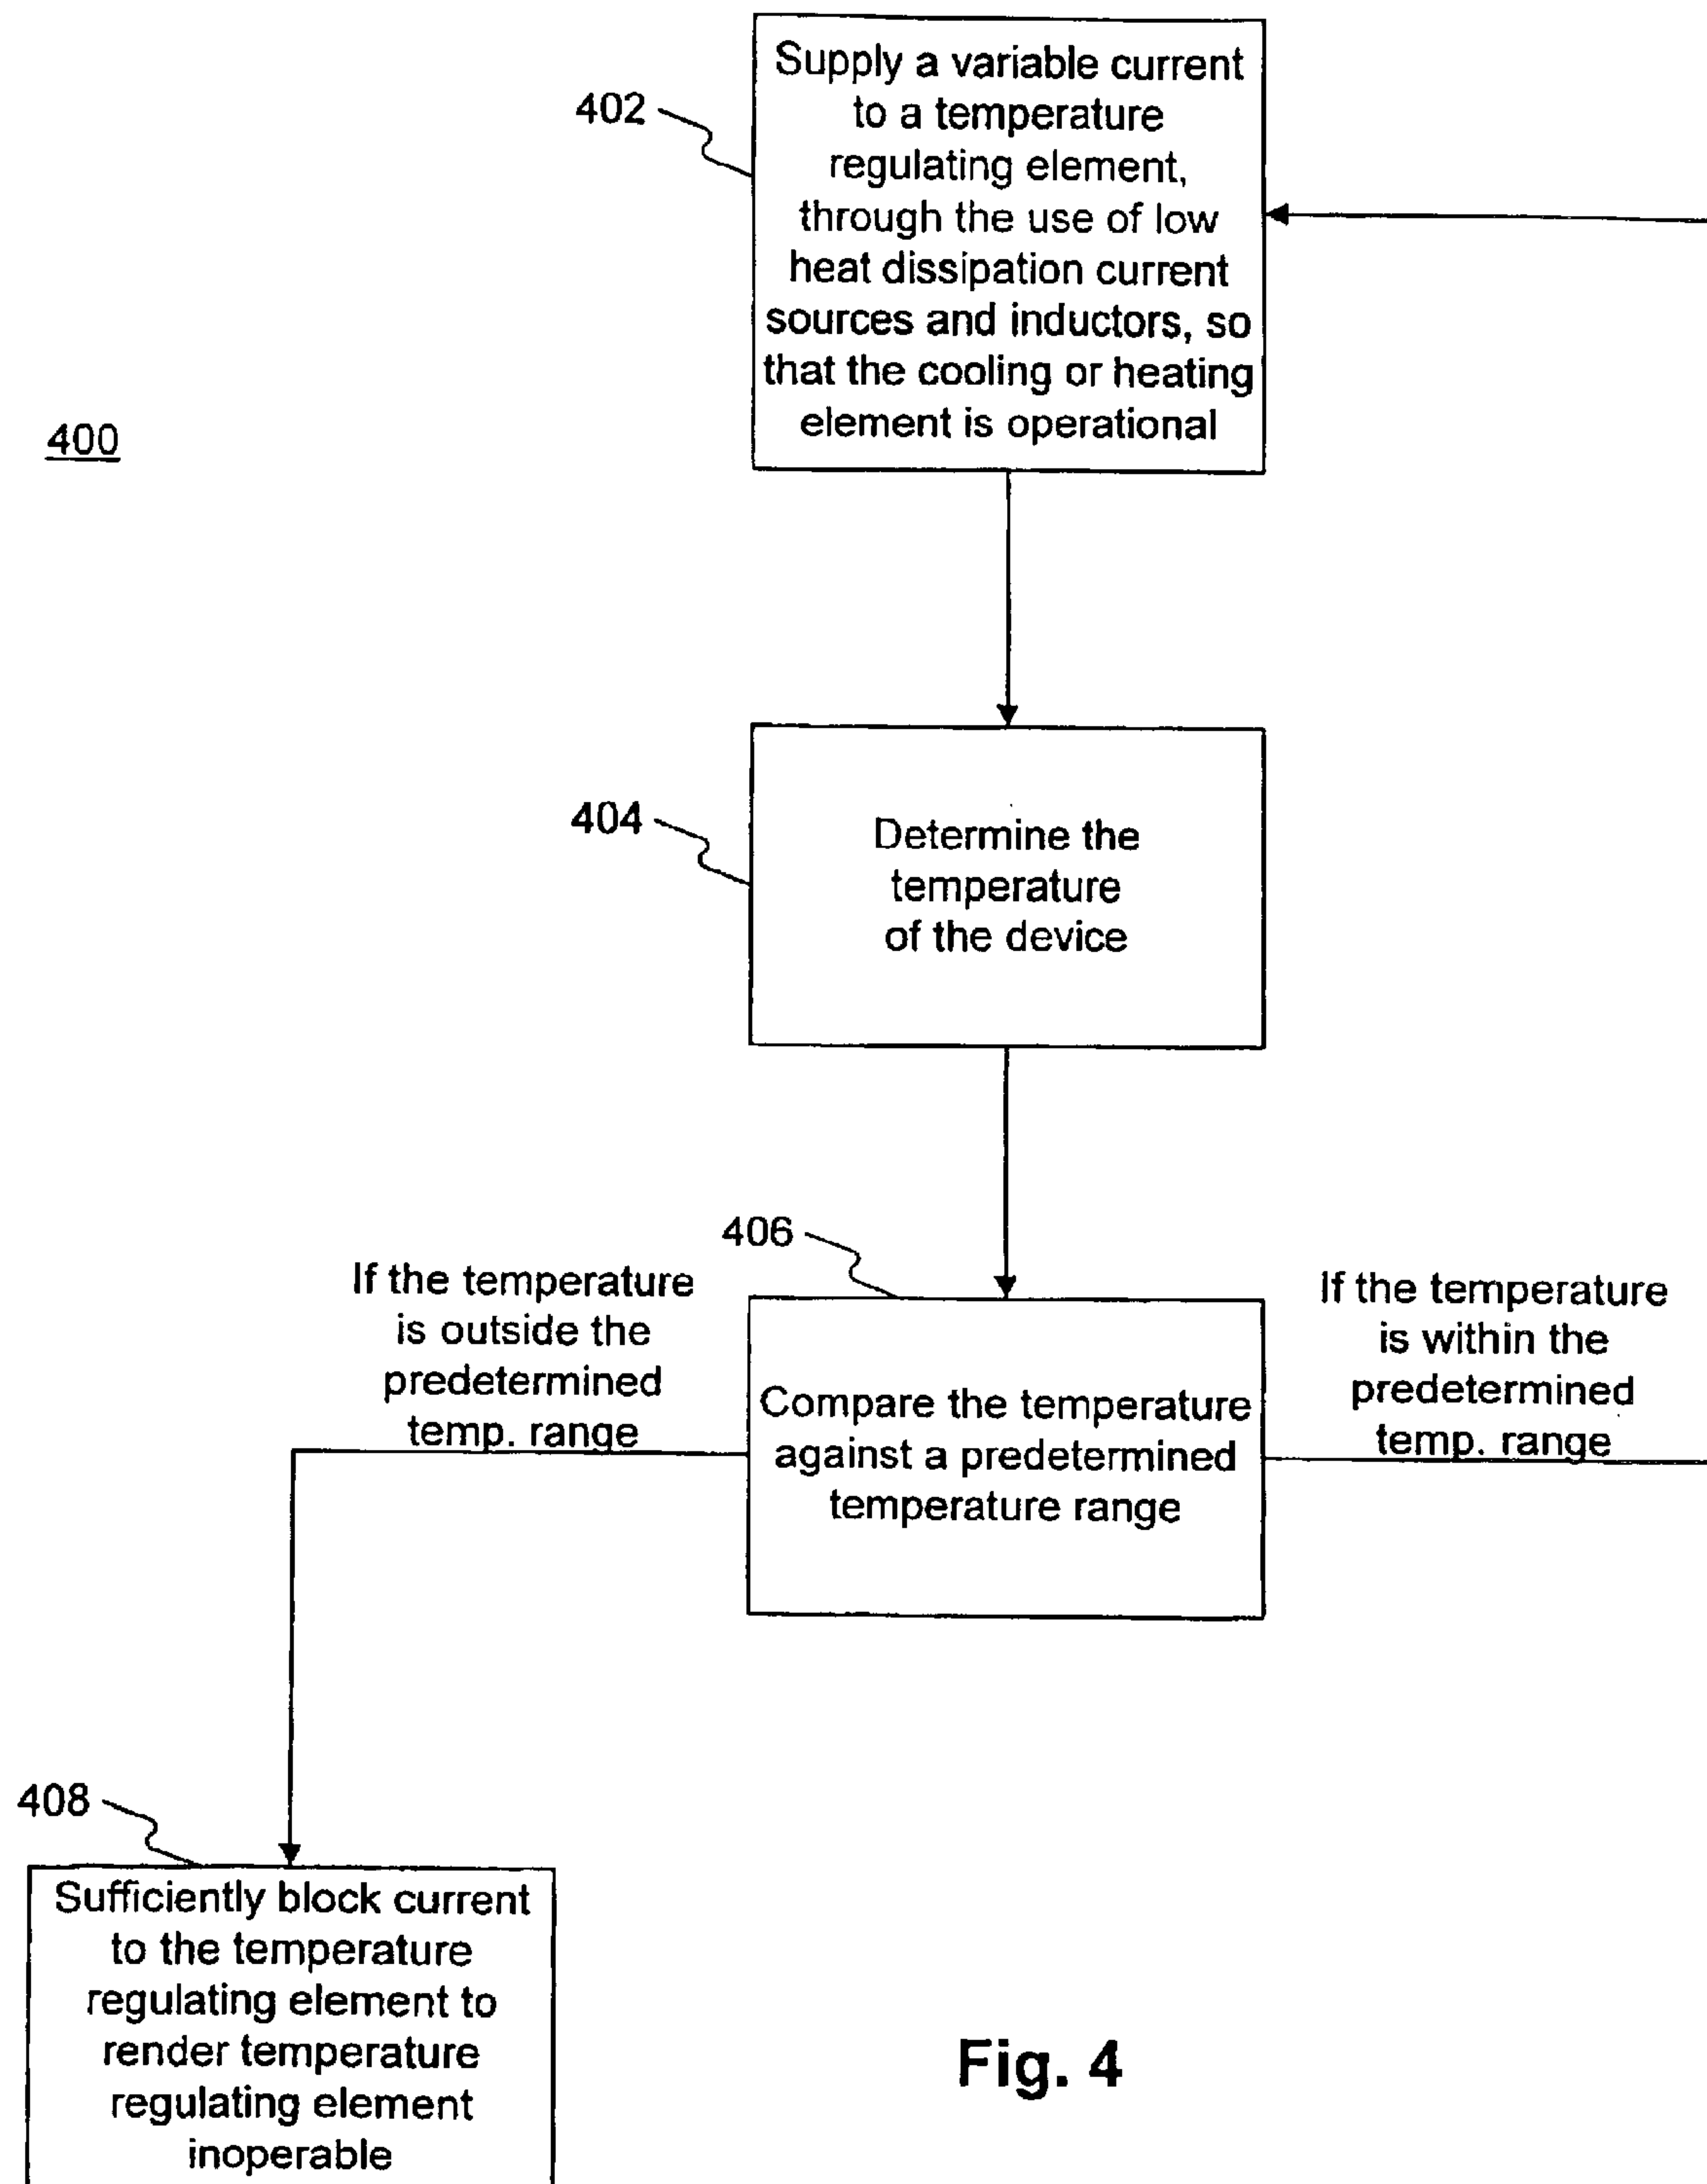 Supply a variable current
to a temperature
regulating element,
through the use of low
heat dissipation current
sources and inductors, so
that the cooling or heating
element is operational
402
400
404
Determine the
temperature
of the device
406
If the temperature
is outside the
predetermined
temp. range
If the temperature
is within the
predetermined
temp. range
Compare the temperature
against a predetermined
temperature range
408
Sufficiently block current
to the temperature
regulating element to
render temperature
regulating element
inoperable
Fig. 4